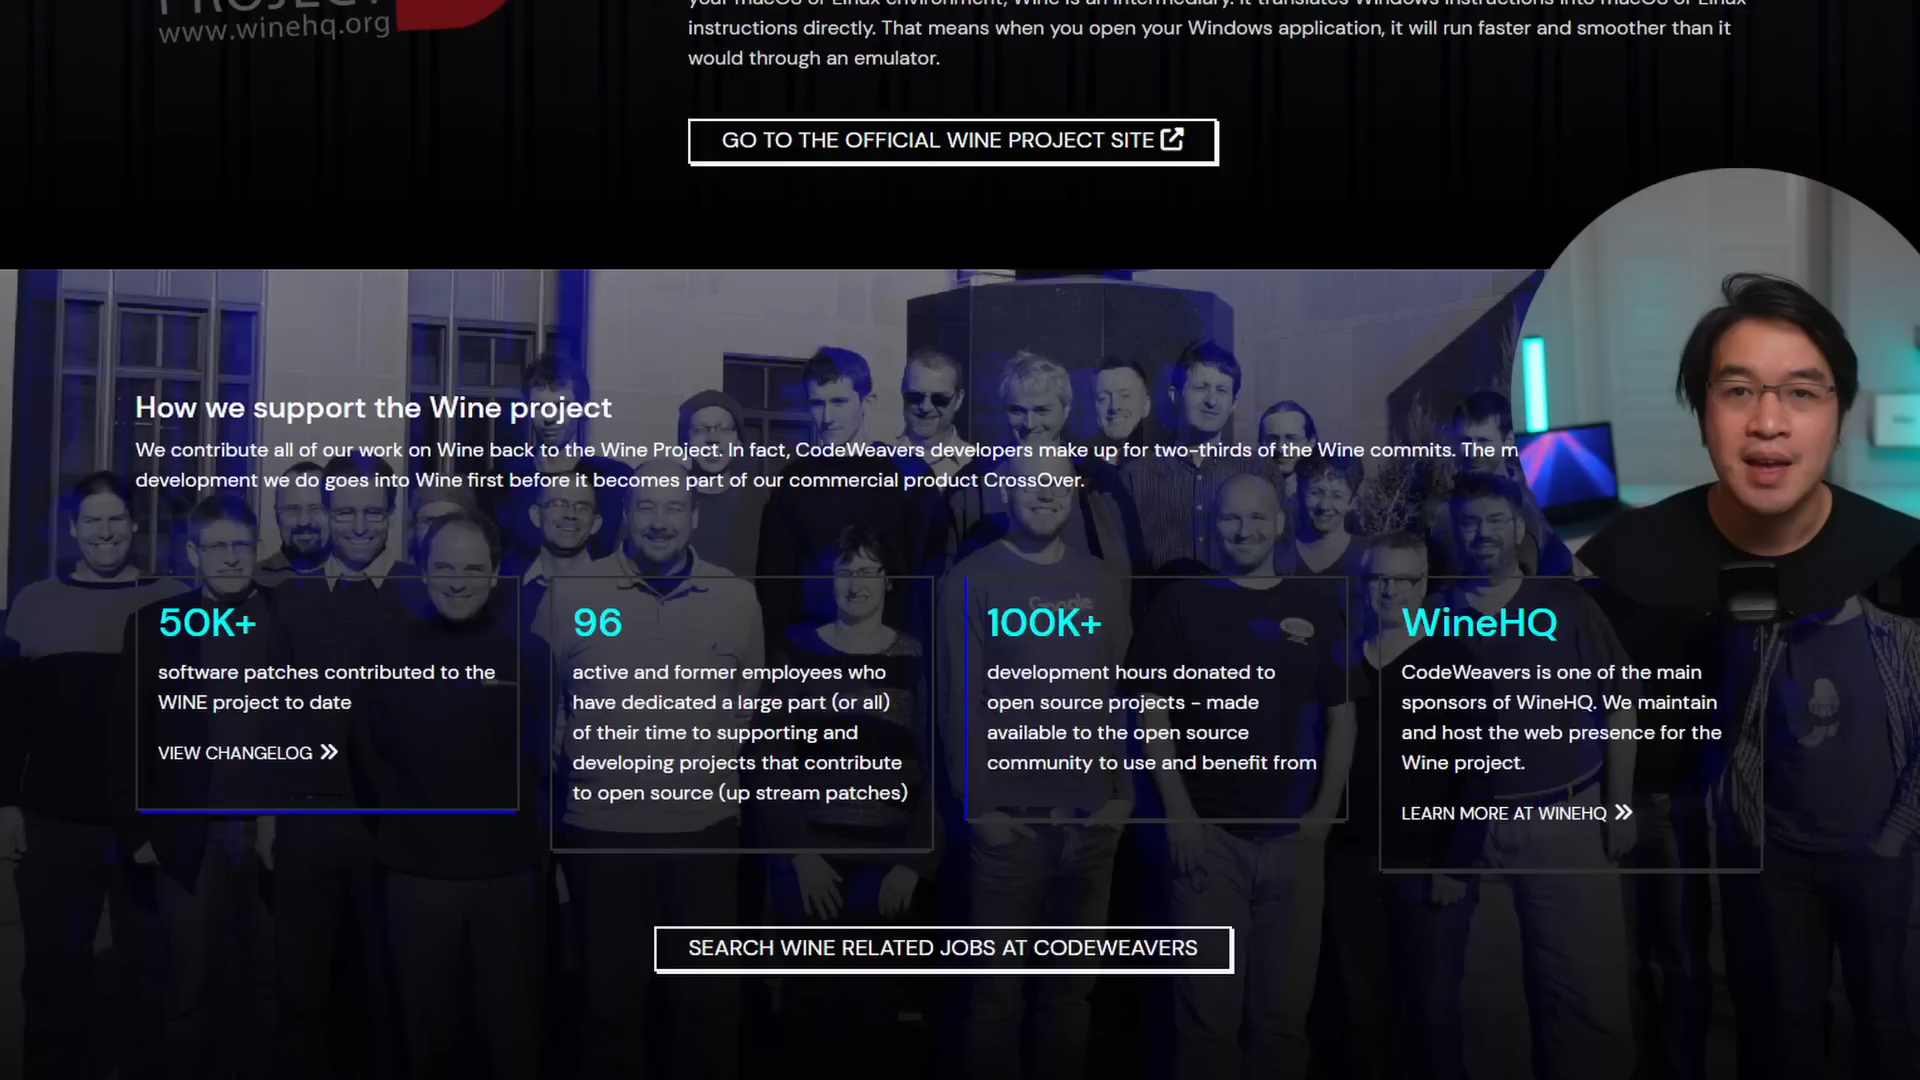 www.winehq.org
instructions directly. That means when you open your Windows application, it will run faster and smoother than it
would through an emulator.
GO TO THE OFFICIAL WINE PROJECT SITE
How we support the Wine project
We contribute all of our work on Wine back to the Wine Project. In fact, CodeWeavers developers make up for two-thirds of the Wine commits. The
development we do goes into Wine first before it becomes part of our commercial product CrossOver.
50K+
software patches contributed to the
WINE project to date
VIEW CHANGELOG
96
active and former employees who
have dedicated a large part (or all)
of their time to supporting and
developing projects that contribute
to open source (up stream patches)
100K+
development hours donated to
open source projects - made
available to the open source
community to use and benefit from
WineHQ
CodeWeavers is one of the main
sponsors of WineHQ. We maintain
and host the web presence for the
Wine project.
LEARN MORE AT WINEHQ
SEARCH WINE RELATED JOBS AT CODEWEAVERS